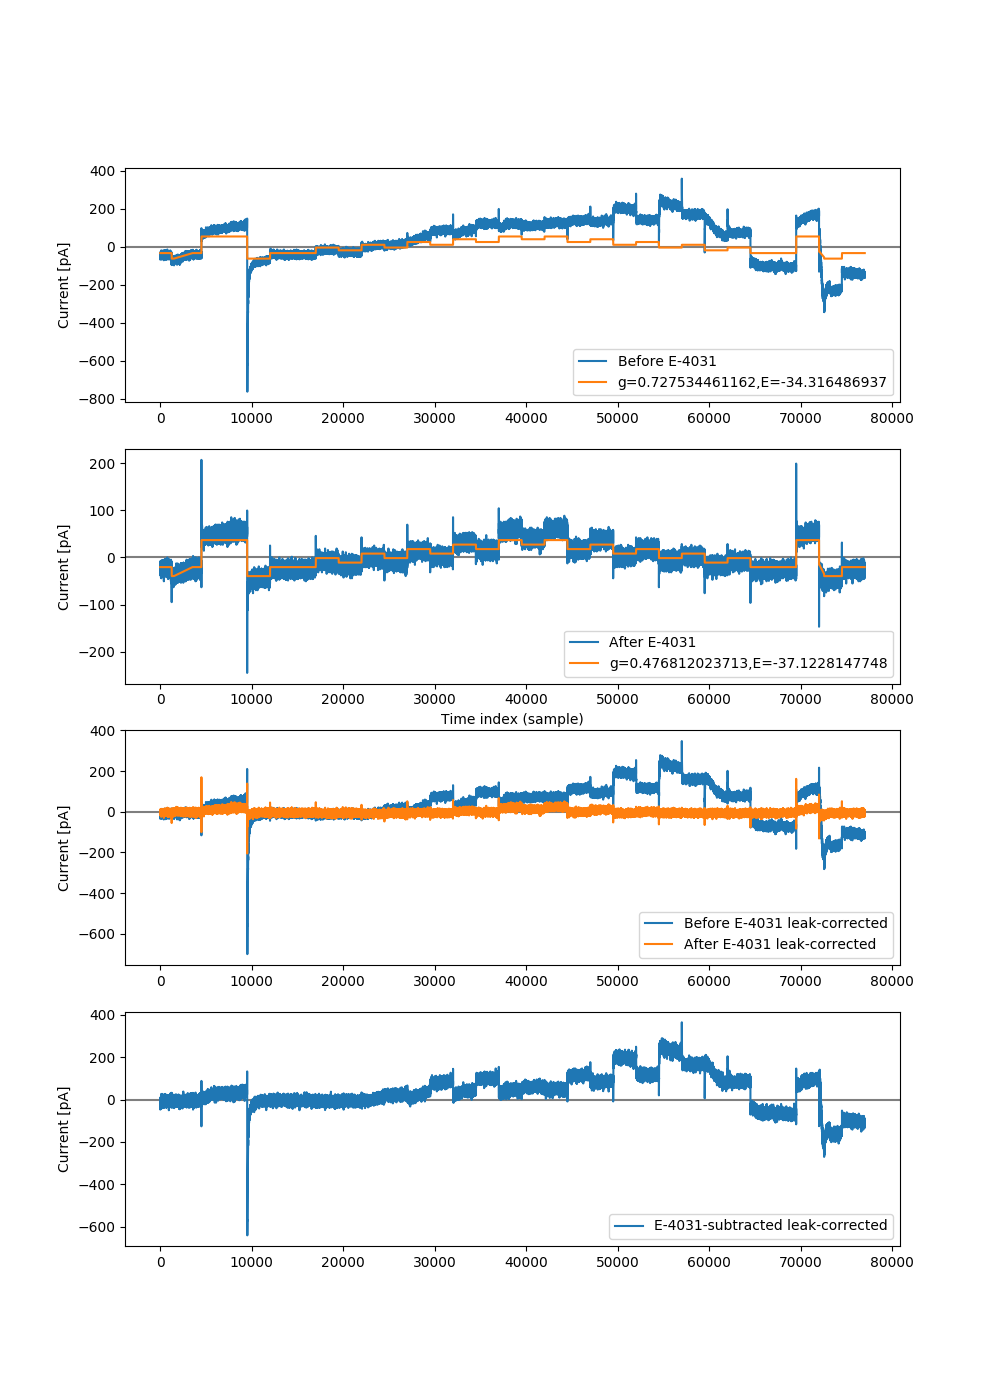 400
200
0
−200
−400
−600
−800
Current [pA]
Before E-4031
g=0.727534461162,E=-34.316486937
0 10000 20000 30000 40000 50000 60000 70000 80000
200
100
0
−100
−200
Current [pA]
After E-4031
g=0.476812023713,E=-37.1228147748
0 10000 20000 30000 40000 50000 60000 70000 80000
Time index (sample)
400
200
0
−200
−400
−600
Current [pA]
Before E-4031 leak-corrected
After E-4031 leak-corrected
0 10000 20000 30000 40000 50000 60000 70000 80000
400
200
0
−200
−400
−600
Current [pA]
E-4031-subtracted leak-corrected
0 10000 20000 30000 40000 50000 60000 70000 80000